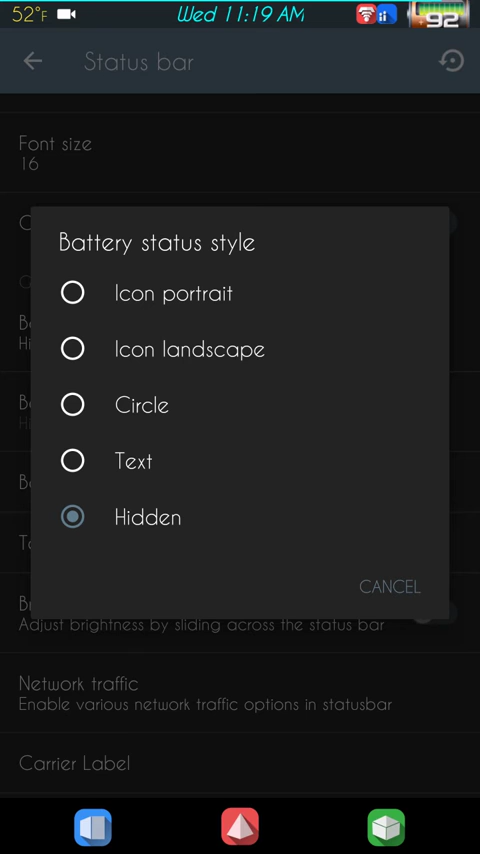 52°F
Wed 11:19 AM
92
Status bar
Font size
16
Battery status style
Icon portrait
Icon landscape
Circle
Text
Hidden
CANCEL
Adjust brightness by sliding across the status bar
Network traffic
Enable various network traffic options in statusbar
Carrier Label